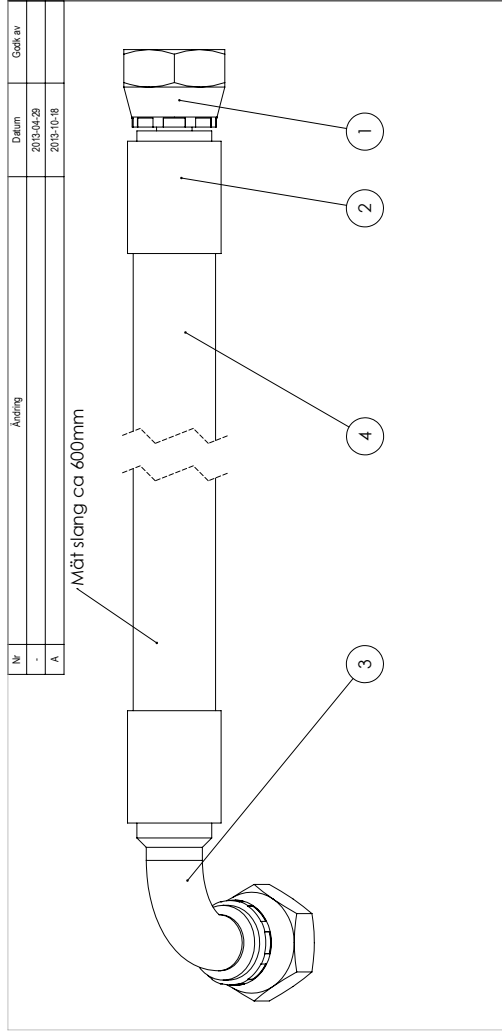 Nr Ändring Datum Godk av
- 2013-04-29
A 2013-10-18
Mät slang ca 600mm
1
2
4
3